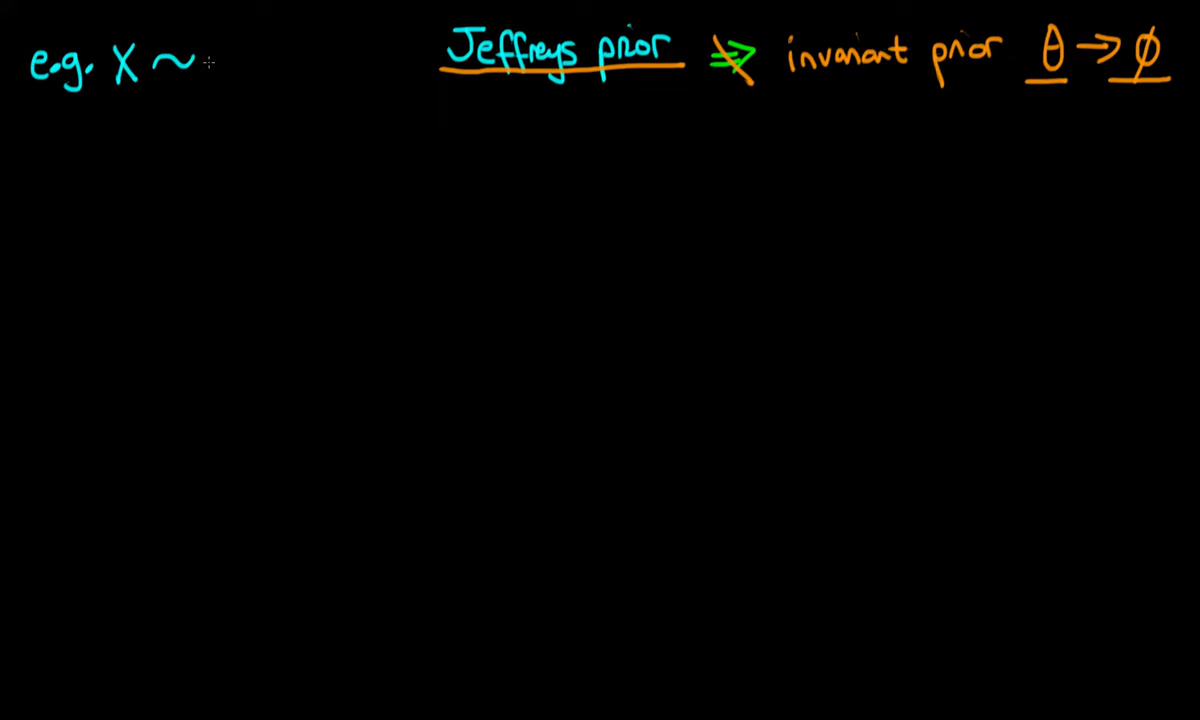 e.g. X ~ Jeffreys prior ⇏ invariant prior θ → φ